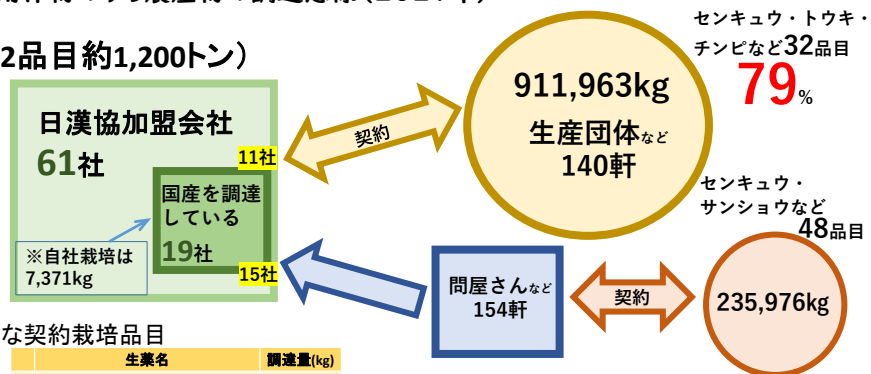 2品目約1,200トン）
日漢協加盟会社
61社
11社
国産を調達
している
19社
15社
※自社栽培は
7,371kg
契約
911,963kg
生産団体など
140軒
センキュウ・トウキ・
チンピなど32品目
79%
センキュウ・
サンショウなど
48品目
問屋さんなど
154軒
契約
235,976kg
な契約栽培品目
生薬名 調達量(kg)